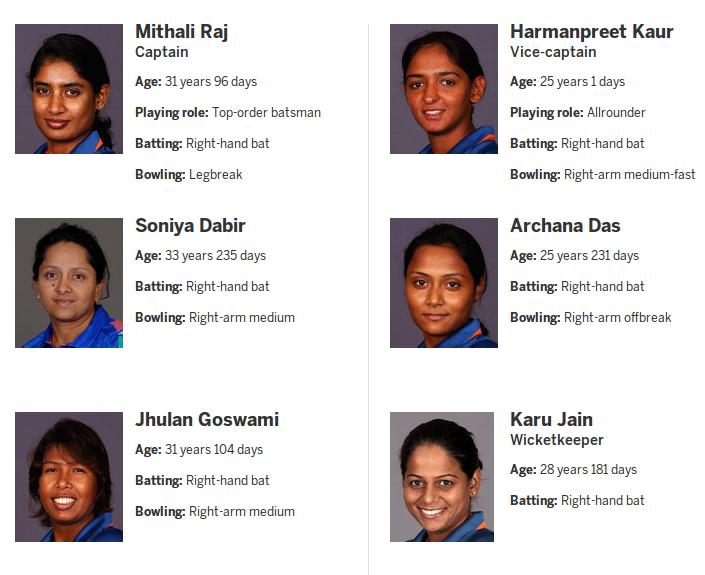 Mithali Raj
Captain
Age: 31 years 96 days
Playing role: Top-order batsman
Batting: Right-hand bat
Bowling: Legbreak
Harmanpreet Kaur
Vice-captain
Age: 25 years 1 days
Playing role: Allrounder
Batting: Right-hand bat
Bowling: Right-arm medium-fast
Soniya Dabir
Age: 33 years 235 days
Batting: Right-hand bat
Bowling: Right-arm medium
Archana Das
Age: 25 years 231 days
Batting: Right-hand bat
Bowling: Right-arm offbreak
Jhulan Goswami
Age: 31 years 104 days
Batting: Right-hand bat
Bowling: Right-arm medium
Karu Jain
Wicketkeeper
Age: 28 years 181 days
Batting: Right-hand bat